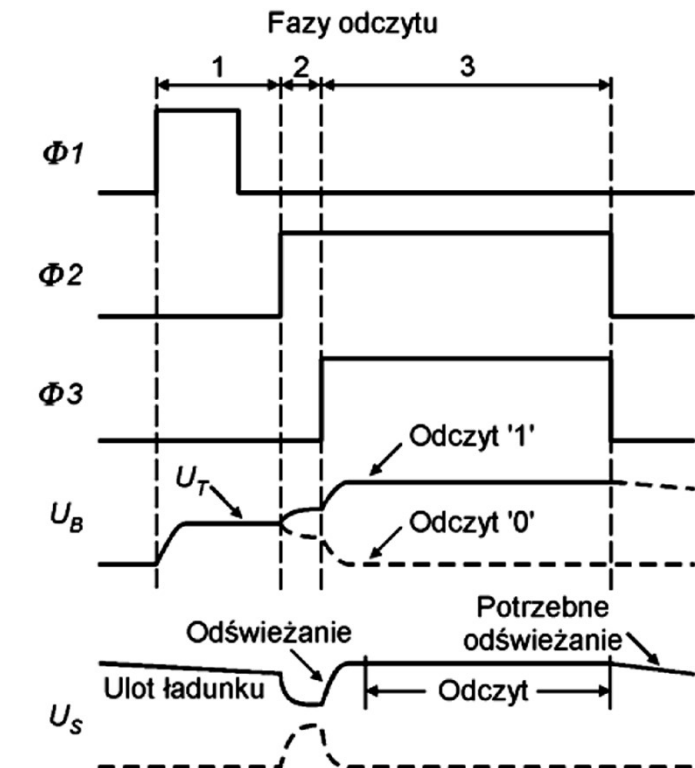 Fazy odczytu
1 2 3
Φ1
Φ2
Φ3
Odczyt '1'
U_T
U_B
Odczyt '0'
Potrzebne
odświeżanie
Odświeżanie
Ulot ładunku
Odczyt
U_S